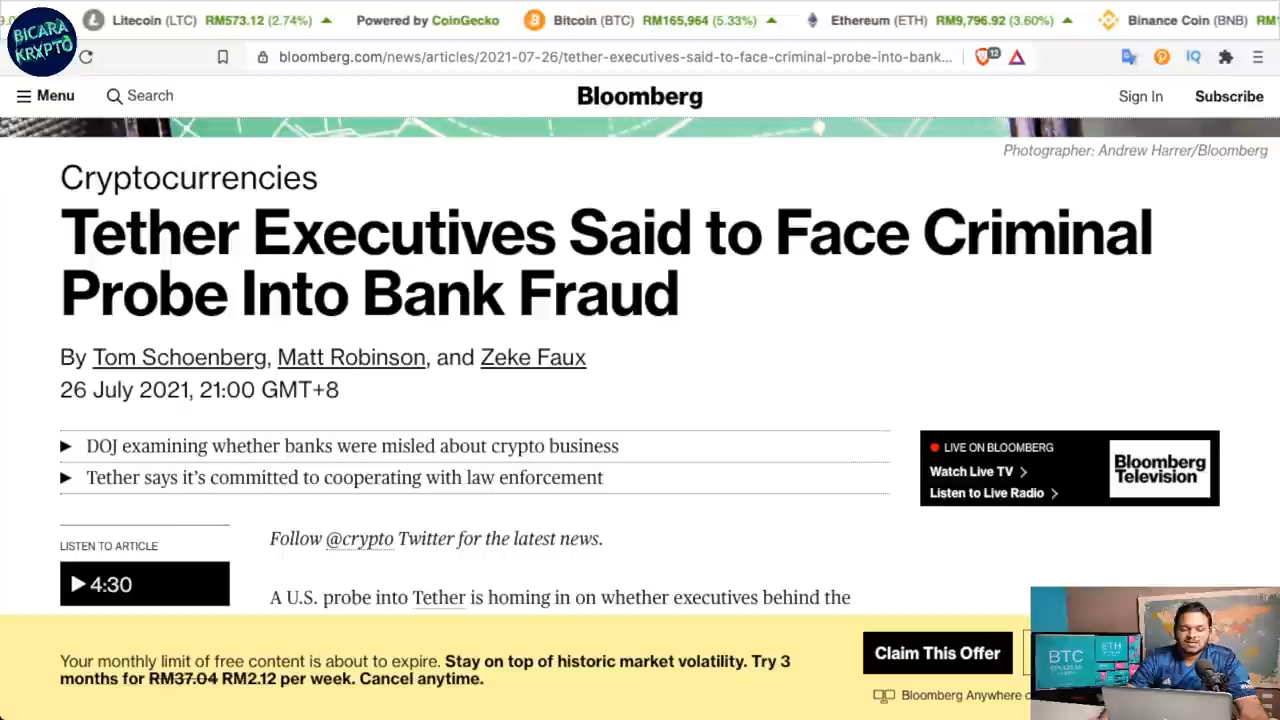 Litecoin (LTC) RM573.12 (2.74%) Powered by CoinGecko Bitcoin (BTC) RM165,964 (5.33%) Ethereum (ETH) RM9,796.92 (3.60%) Binance Coin (BNB)
BICARA
KRXPTO
bloomberg.com/news/articles/2021-07-26/tether-executives-said-to-face-criminal-probe-into-bank... 12
Menu Search Bloomberg Sign In Subscribe
Photographer: Andrew Harrer/Bloomberg
Cryptocurrencies
Tether Executives Said to Face Criminal
Probe Into Bank Fraud
By Tom Schoenberg, Matt Robinson, and Zeke Faux
26 July 2021, 21:00 GMT+8
DOJ examining whether banks were misled about crypto business
Tether says it's committed to cooperating with law enforcement
LIVE ON BLOOMBERG
Watch Live TV
Listen to Live Radio
Bloomberg
Television
LISTEN TO ARTICLE
4:30
Follow @crypto Twitter for the latest news.
A U.S. probe into Tether is homing in on whether executives behind the
Your monthly limit of free content is about to expire. Stay on top of historic market volatility. Try 3
months for RM37.04 RM2.12 per week. Cancel anytime.
Claim This Offer
Bloomberg Anywhere
BTC
ETH